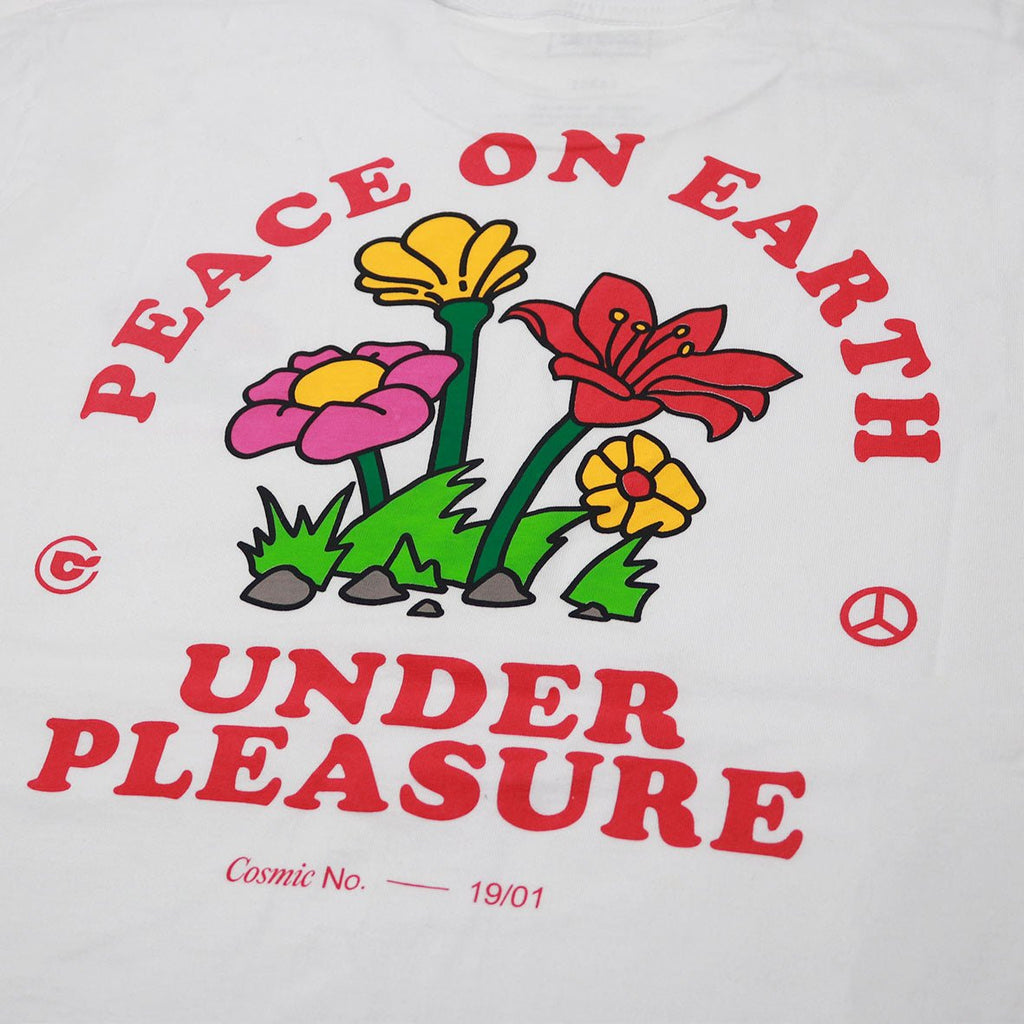 PEACE ON EARTH
UNDER
PLEASURE
Cosmic No. —— 19/01